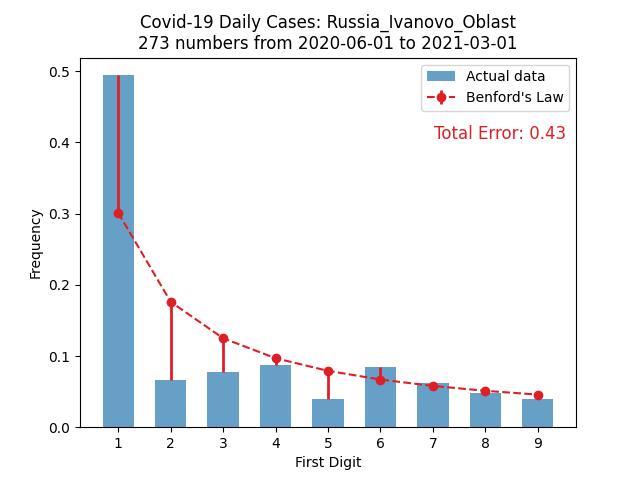 Covid-19 Daily Cases: Russia_Ivanovo_Oblast
273 numbers from 2020-06-01 to 2021-03-01
Actual data
Benford's Law
Total Error: 0.43
Frequency
0.5
0.4
0.3
0.2
0.1
0.0
1 2 3 4 5 6 7 8 9
First Digit